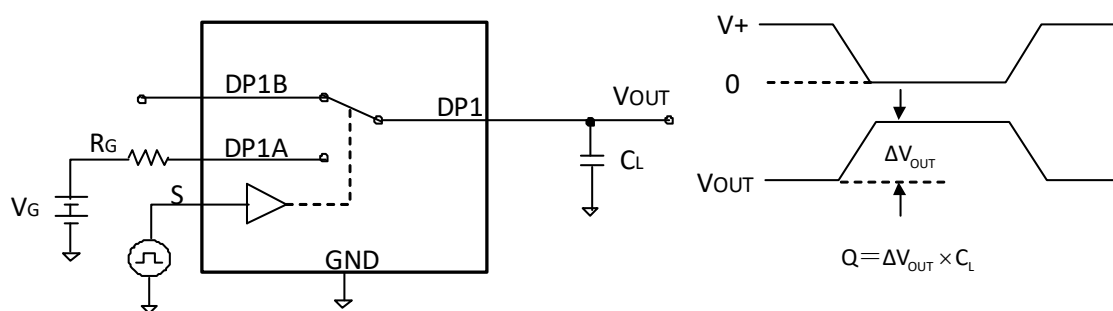 DP1B
DP1
VOUT
RG
DP1A
CL
VG
S
GND
V+
0
ΔVOUT
VOUT
Q=ΔVOUT×CL